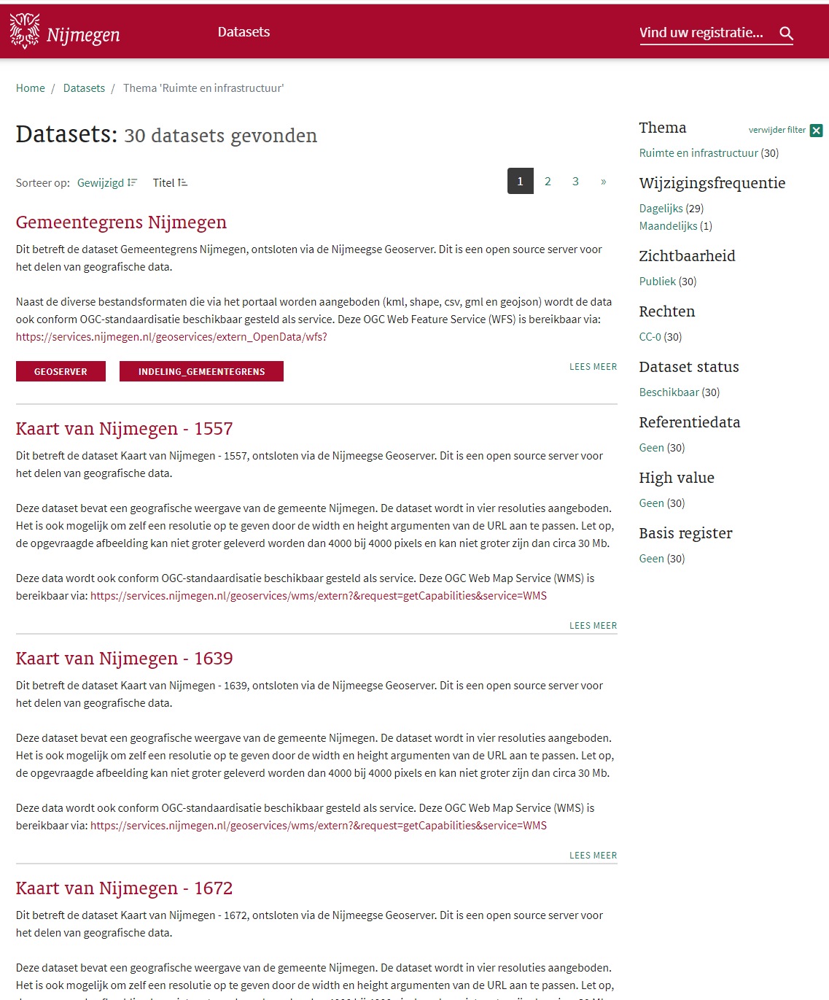 Nijmegen
Datasets
Vind uw registratie...
Home / Datasets / Thema 'Ruimte en infrastructuur'
Datasets: 30 datasets gevonden
Sorteer op: Gewijzigd Titel
1 2 3 »
Gemeentegrens Nijmegen
Dit betreft de dataset Gemeentegrens Nijmegen, ontsloten via de Nijmeegse Geoserver. Dit is een open source server voor
het delen van geografische data.
Naast de diverse bestandsformaten die via het portaal worden aangeboden (kml, shape, csv, gml en geojson) wordt de data
ook conform OGC-standaardisatie beschikbaar gesteld als service. Deze OGC Web Feature Service (WFS) is bereikbaar via:
https://services.nijmegen.nl/geoservices/extern_OpenData/wfs?
GEOSERVER
INDELING_GEMEENTEGRENS
LEES MEER
Kaart van Nijmegen - 1557
Dit betreft de dataset Kaart van Nijmegen - 1557, ontsloten via de Nijmeegse Geoserver. Dit is een open source server voor
het delen van geografische data.
Deze dataset bevat een geografische weergave van de gemeente Nijmegen. De dataset wordt in vier resoluties aangeboden.
Het is ook mogelijk om zelf een resolutie op te geven door de width en height argumenten van de URL aan te passen. Let op,
de opgevraagde afbeelding kan niet groter geleverd worden dan 4000 bij 4000 pixels en kan niet groter zijn dan circa 30 Mb.
Deze data wordt ook conform OGC-standaardisatie beschikbaar gesteld als service. Deze OGC Web Map Service (WMS) is
bereikbaar via: https://services.nijmegen.nl/geoservices/wms/extern?&request=getCapabilities&service=WMS
LEES MEER
Kaart van Nijmegen - 1639
Dit betreft de dataset Kaart van Nijmegen - 1639, ontsloten via de Nijmeegse Geoserver. Dit is een open source server voor
het delen van geografische data.
Deze dataset bevat een geografische weergave van de gemeente Nijmegen. De dataset wordt in vier resoluties aangeboden.
Het is ook mogelijk om zelf een resolutie op te geven door de width en height argumenten van de URL aan te passen. Let op,
de opgevraagde afbeelding kan niet groter geleverd worden dan 4000 bij 4000 pixels en kan niet groter zijn dan circa 30 Mb.
Deze data wordt ook conform OGC-standaardisatie beschikbaar gesteld als service. Deze OGC Web Map Service (WMS) is
bereikbaar via: https://services.nijmegen.nl/geoservices/wms/extern?&request=getCapabilities&service=WMS
LEES MEER
Kaart van Nijmegen - 1672
Dit betreft de dataset Kaart van Nijmegen - 1672, ontsloten via de Nijmeegse Geoserver. Dit is een open source server voor
het delen van geografische data.
Deze dataset bevat een geografische weergave van de gemeente Nijmegen. De dataset wordt in vier resoluties aangeboden.
Het is ook mogelijk om zelf een resolutie op te geven door de width en height argumenten van de URL aan te passen. Let op,
Thema
verwijder filter
Ruimte en infrastructuur (30)
Wijzigingsfrequentie
Dagelijks (29)
Maandelijks (1)
Zichtbaarheid
Publiek (30)
Rechten
CC-0 (30)
Dataset status
Beschikbaar (30)
Referentiedata
Geen (30)
High value
Geen (30)
Basis register
Geen (30)